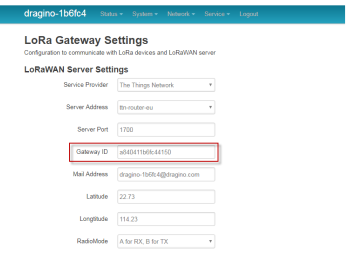 dragino-1b6fc4 Status System Network Service Logout
LoRa Gateway Settings
Configuration to communicate with LoRa devices and LoRaWAN server
LoRaWAN Server Settings
Service Provider The Things Network
Server Address ttn-router-eu
Server Port 1700
Gateway ID a840411b6fc44150
Mail Address dragino-1b6fc4@dragino.com
Latitude 22.73
Longtitude 114.23
RadioMode A for RX, B for TX